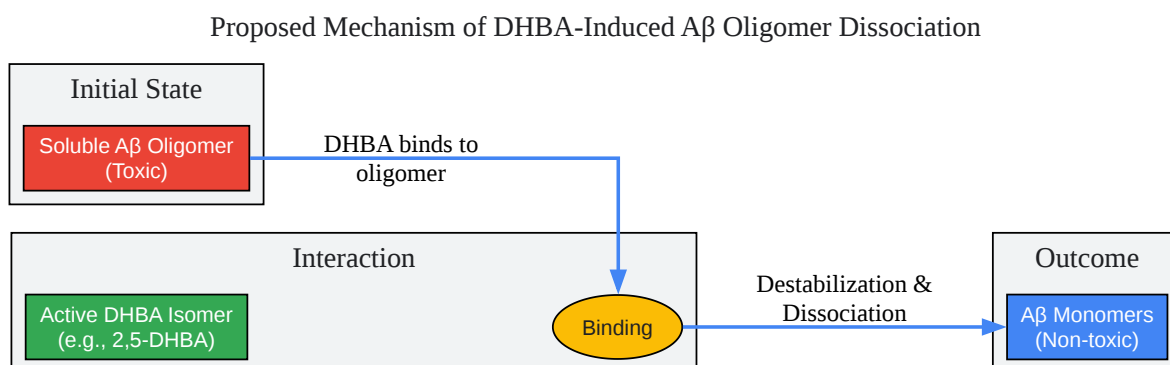 Proposed Mechanism of DHBA-Induced Aβ Oligomer Dissociation
Initial State
Soluble Aβ Oligomer
(Toxic)
DHBA binds to
oligomer
Interaction
Active DHBA Isomer
(e.g., 2,5-DHBA)
Binding
Destabilization &
Dissociation
Outcome
Aβ Monomers
(Non-toxic)